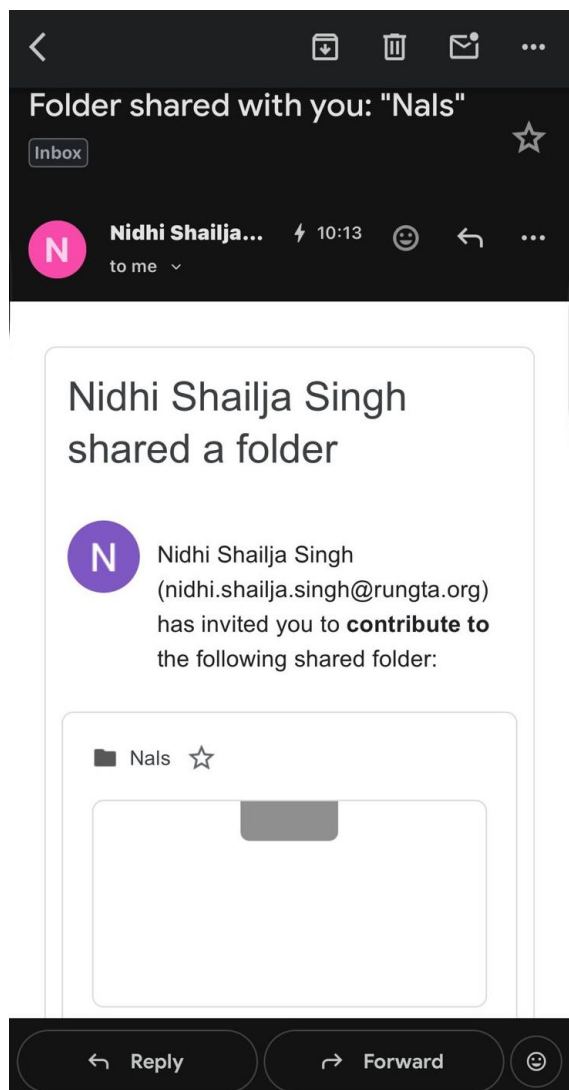 Folder shared with you: "Nals"
Inbox
N
Nidhi Shailja... 10:13
to me
Nidhi Shailja Singh
shared a folder
N
Nidhi Shailja Singh
(nidhi.shailja.singh@rungta.org)
has invited you to contribute to
the following shared folder:
Nals
Reply
Forward